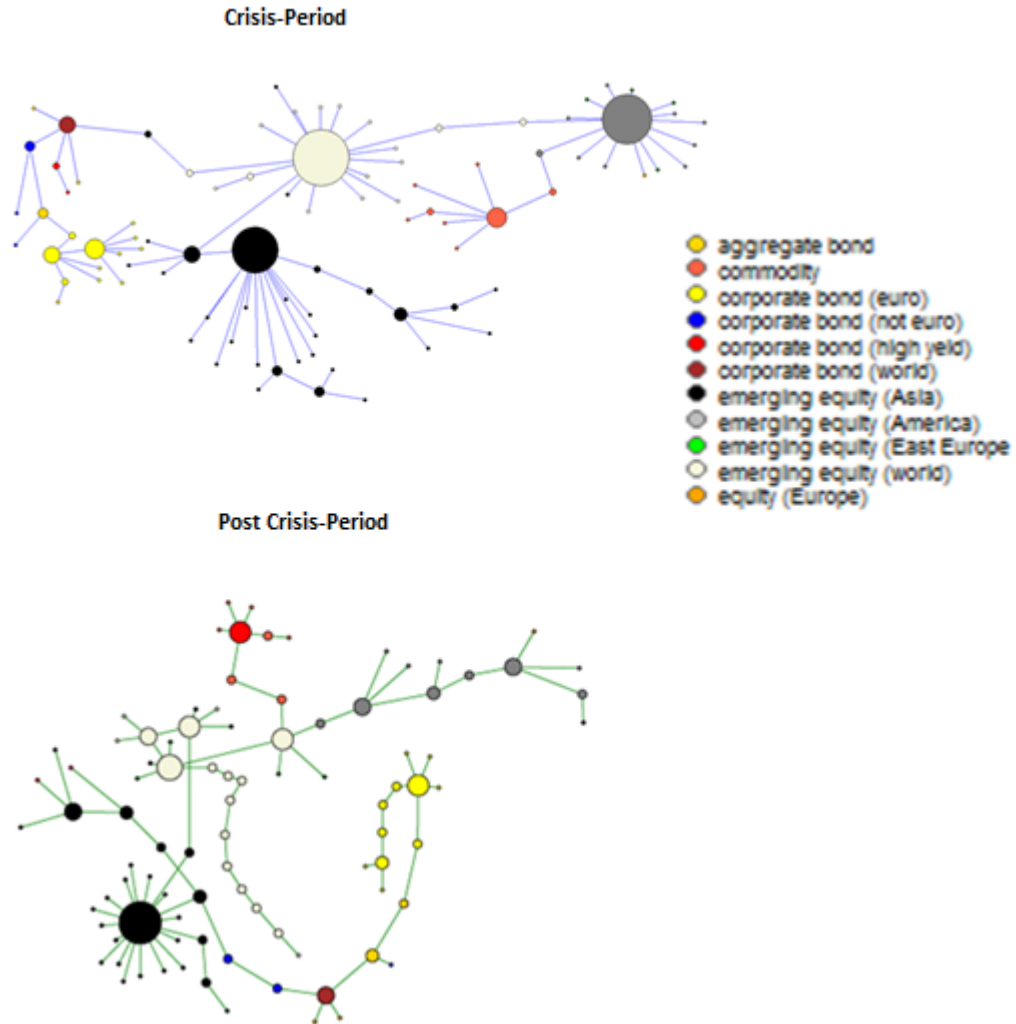 Crisis-Period
aggregate bond
commodity
corporate bond (euro)
corporate bond (not euro)
corporate bond (high yeld)
corporate bond (world)
emerging equity (Asia)
emerging equity (America)
emerging equity (East Europe
emerging equity (world)
equity (Europe)
Post Crisis-Period